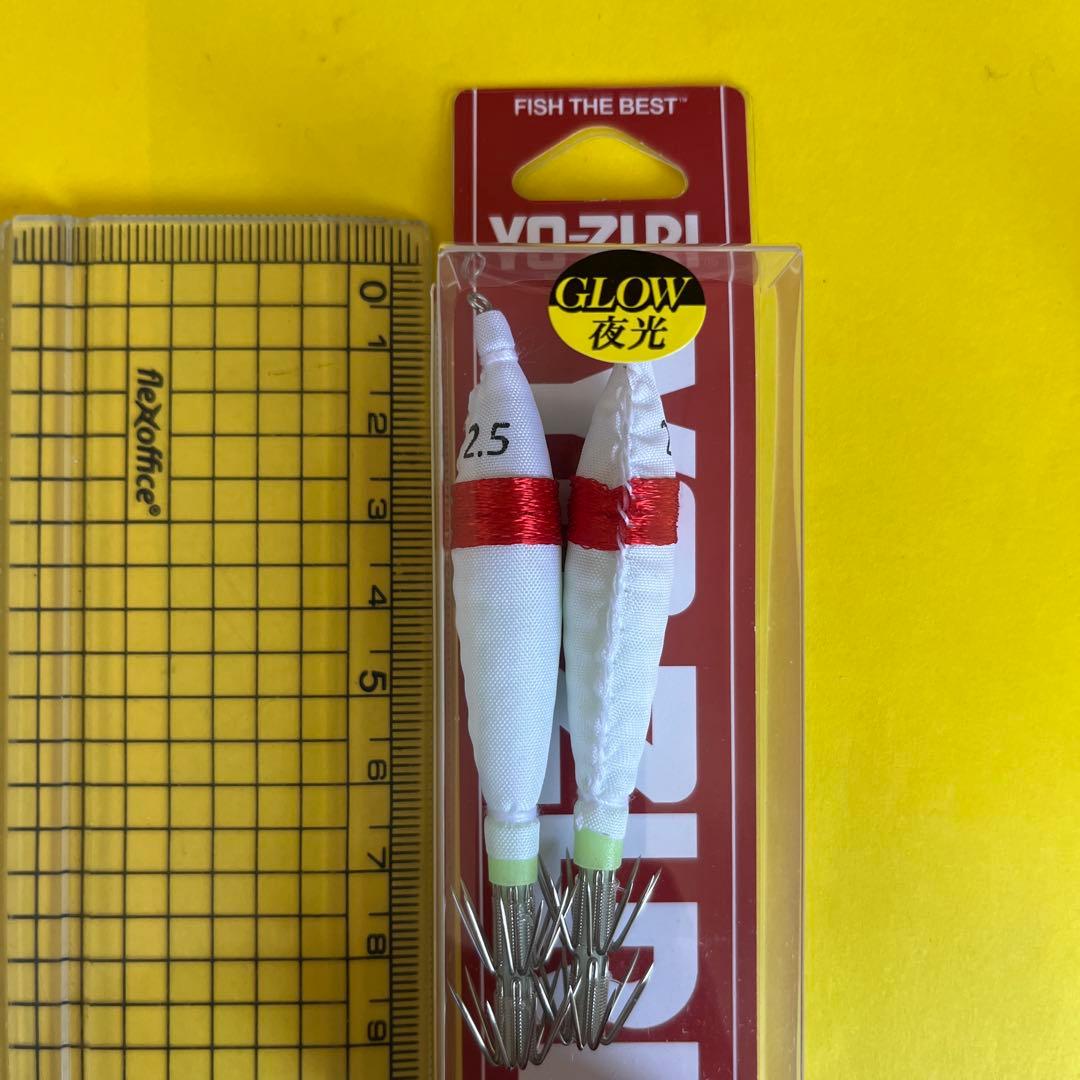 FISH THE BEST™
YO-ZURI
GLOW
夜光
2.5
2
flexoffice®
0
1
2
3
4
5
6
7
8
9